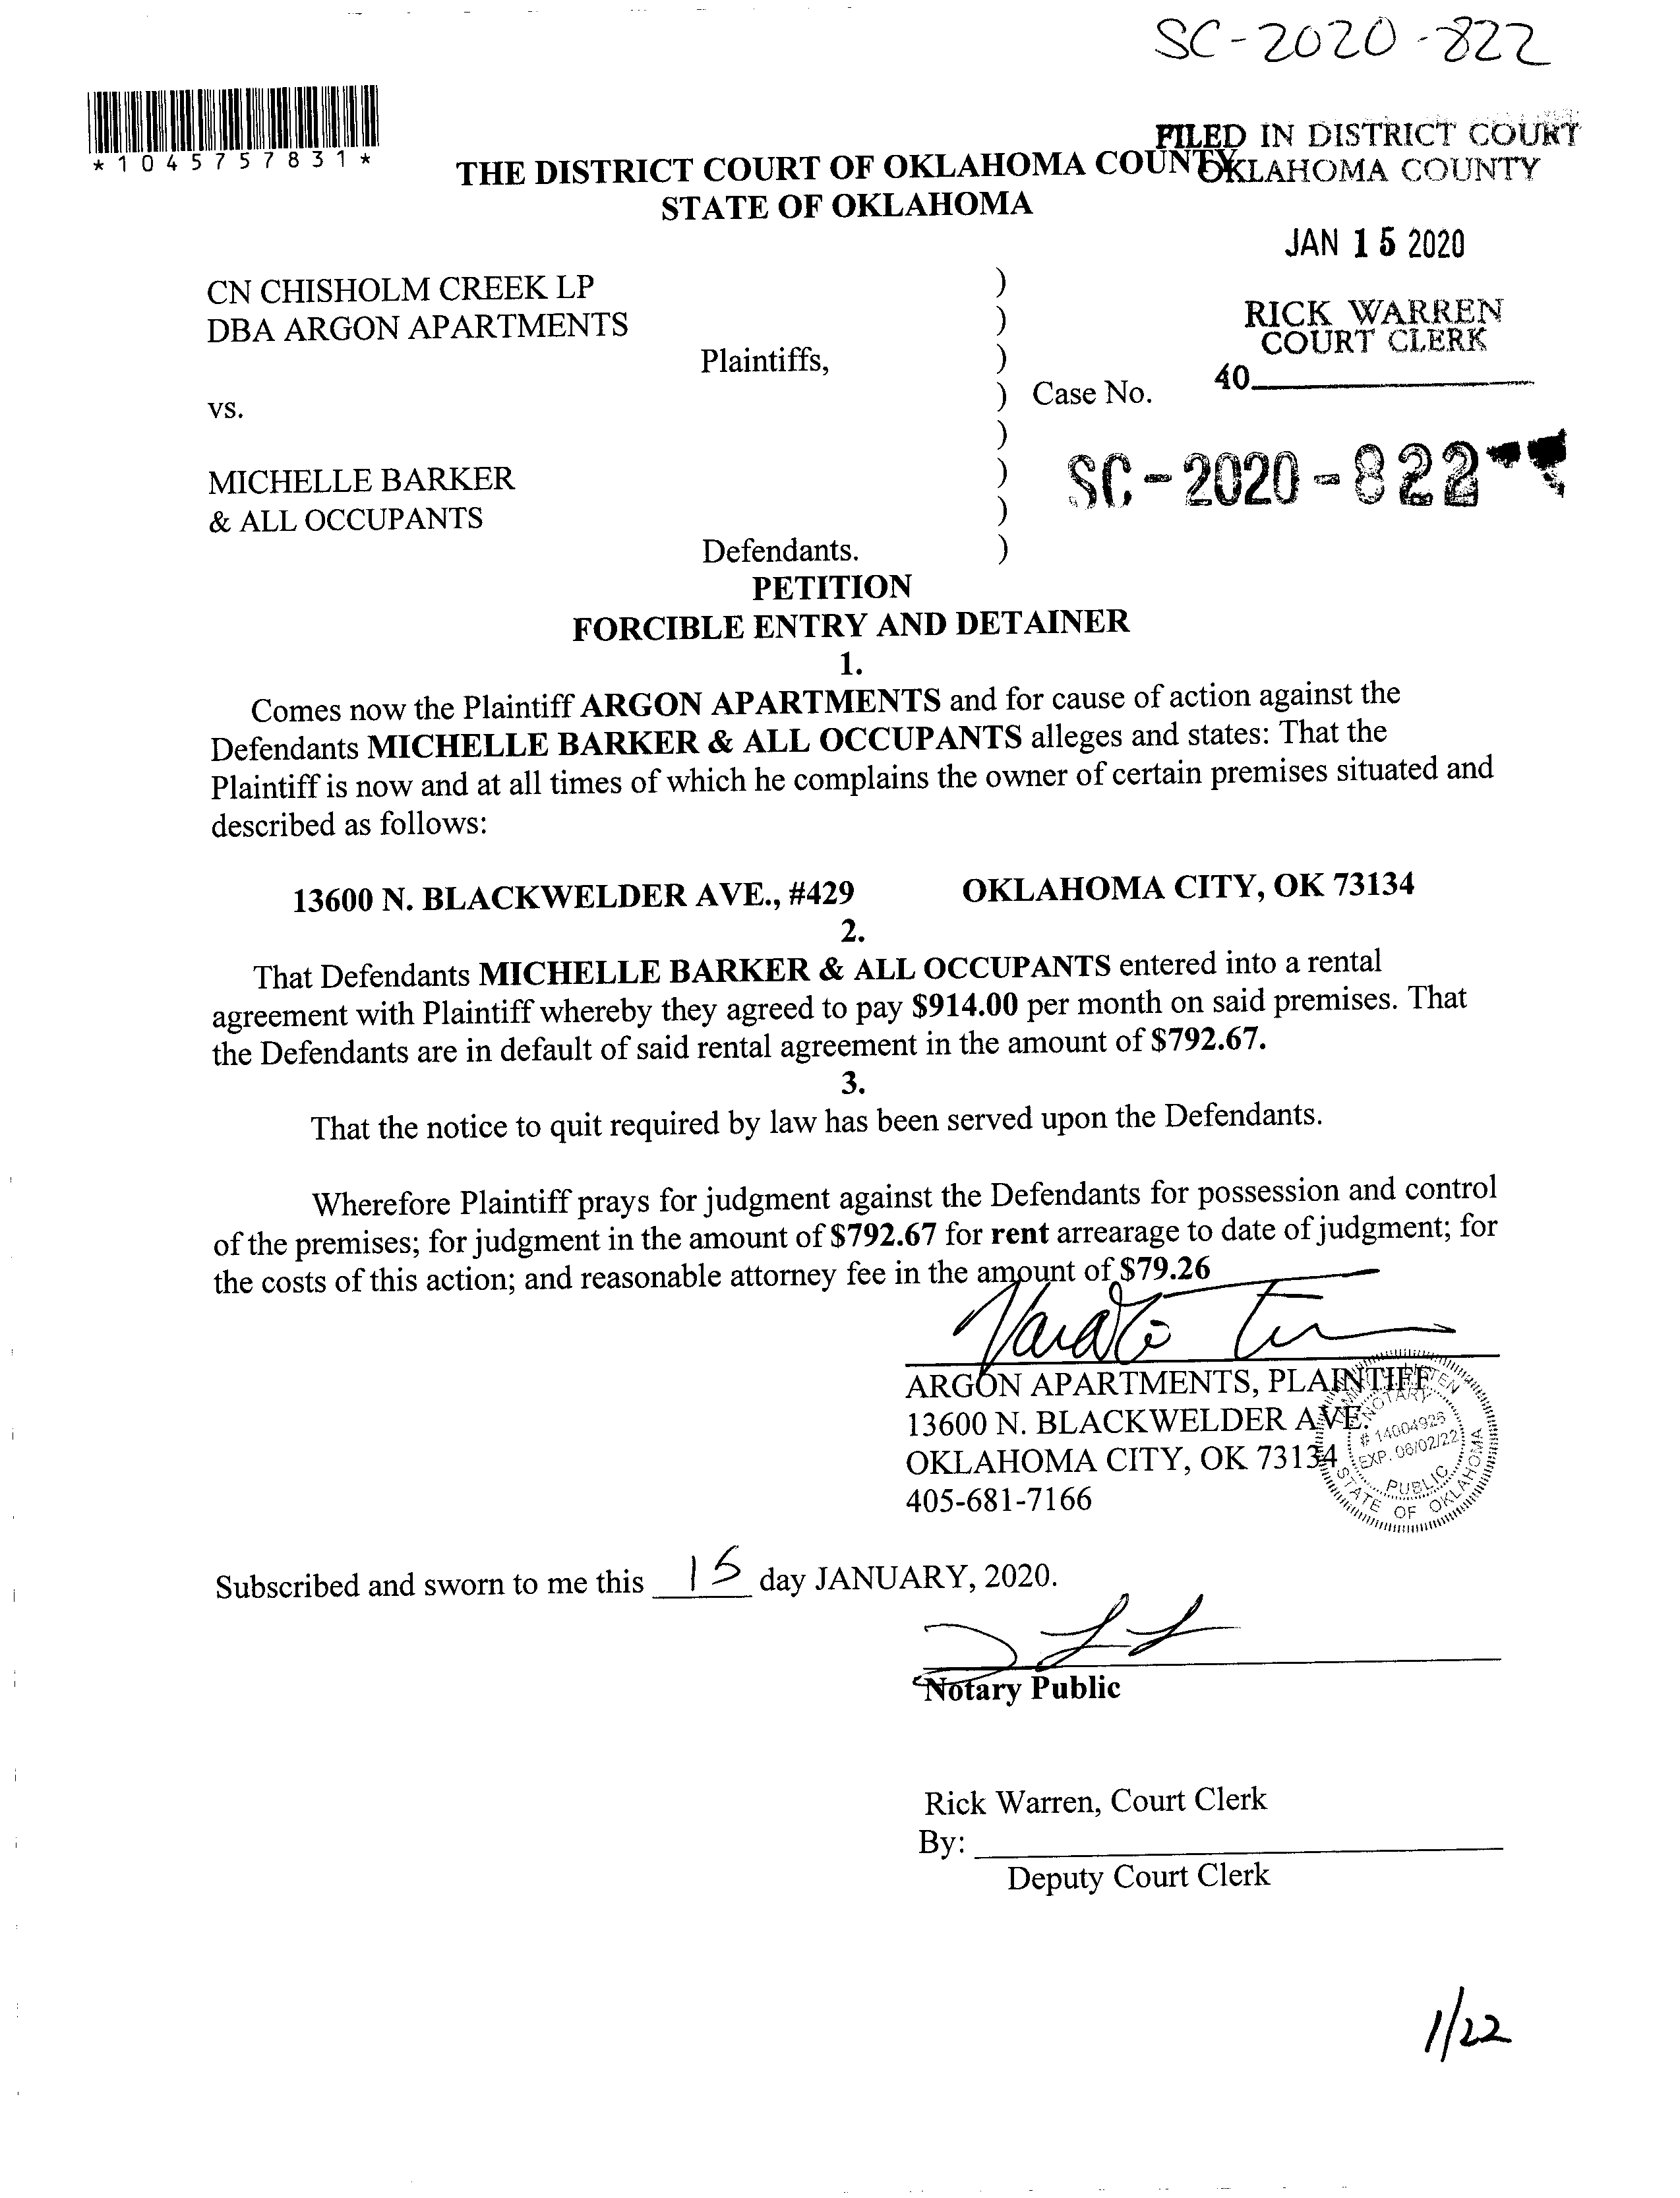 SC-2020-822
*1045757831*
FILED IN DISTRICT COURT
OKLAHOMA COUNTY
THE DISTRICT COURT OF OKLAHOMA COUNTY
STATE OF OKLAHOMA
JAN 15 2020
CN CHISHOLM CREEK LP )
DBA ARGON APARTMENTS )
RICK WARREN
COURT CLERK
Plaintiffs, )
40
) Case No.
vs.
)
MICHELLE BARKER )
SC-2020-822
& ALL OCCUPANTS )
Defendants. )
PETITION
FORCIBLE ENTRY AND DETAINER
1.
Comes now the Plaintiff ARGON APARTMENTS and for cause of action against the
Defendants MICHELLE BARKER & ALL OCCUPANTS alleges and states: That the
Plaintiff is now and at all times of which he complains the owner of certain premises situated and
described as follows:
13600 N. BLACKWELDER AVE., #429 OKLAHOMA CITY, OK 73134
2.
That Defendants MICHELLE BARKER & ALL OCCUPANTS entered into a rental
agreement with Plaintiff whereby they agreed to pay $914.00 per month on said premises. That
the Defendants are in default of said rental agreement in the amount of $792.67.
3.
That the notice to quit required by law has been served upon the Defendants.
Wherefore Plaintiff prays for judgment against the Defendants for possession and control
of the premises; for judgment in the amount of $792.67 for rent arrearage to date of judgment; for
the costs of this action; and reasonable attorney fee in the amount of $79.26
ARGON APARTMENTS, PLAINTIFF
13600 N. BLACKWELDER AVE.
OKLAHOMA CITY, OK 73134
405-681-7166
NOTARY
# 14004926
EXP. 06/02/22
PUBLIC
STATE OF OKLAHOMA
Subscribed and sworn to me this 15 day JANUARY, 2020.
Notary Public
Rick Warren, Court Clerk
By:
Deputy Court Clerk
1/22